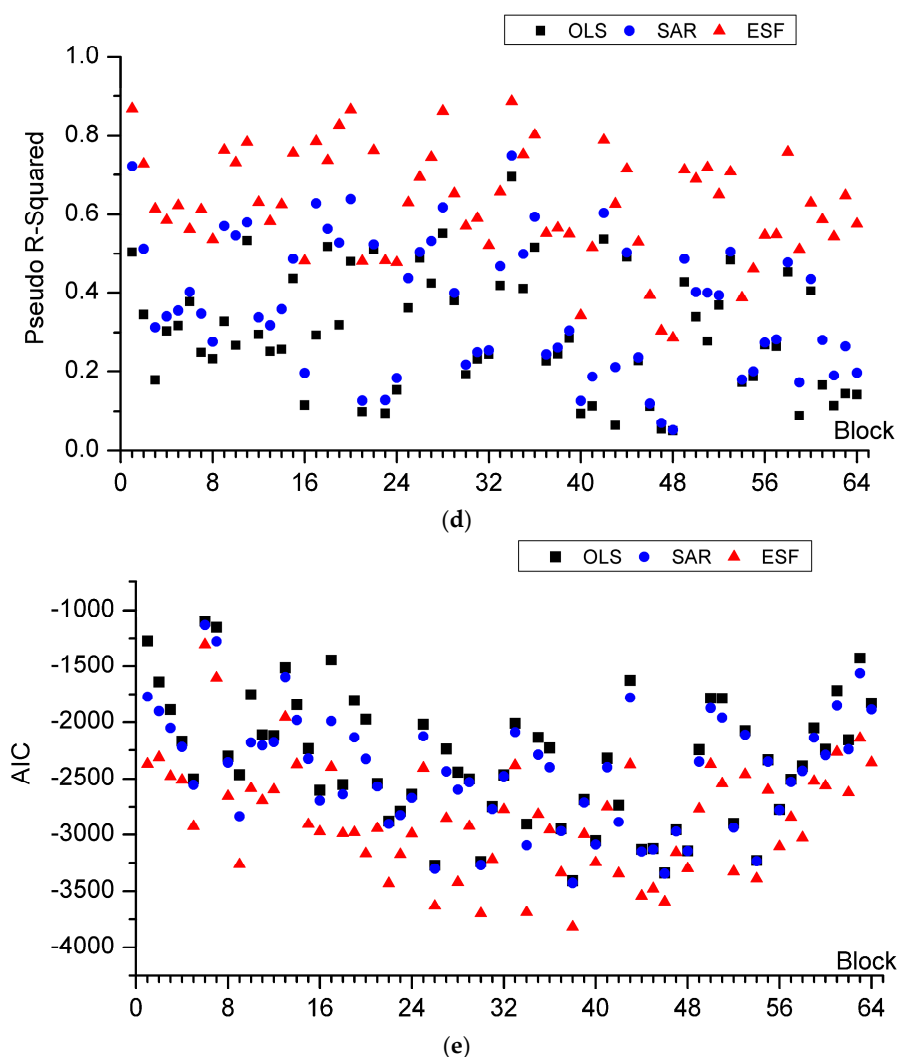 OLS SAR ESF
1.0
0.8
0.6
0.4
0.2
0.0
Pseudo R-Squared
Block
0 8 16 24 32 40 48 56 64
(d)
OLS SAR ESF
-1000
-1500
-2000
-2500
-3000
-3500
-4000
AIC
Block
0 8 16 24 32 40 48 56 64
(e)